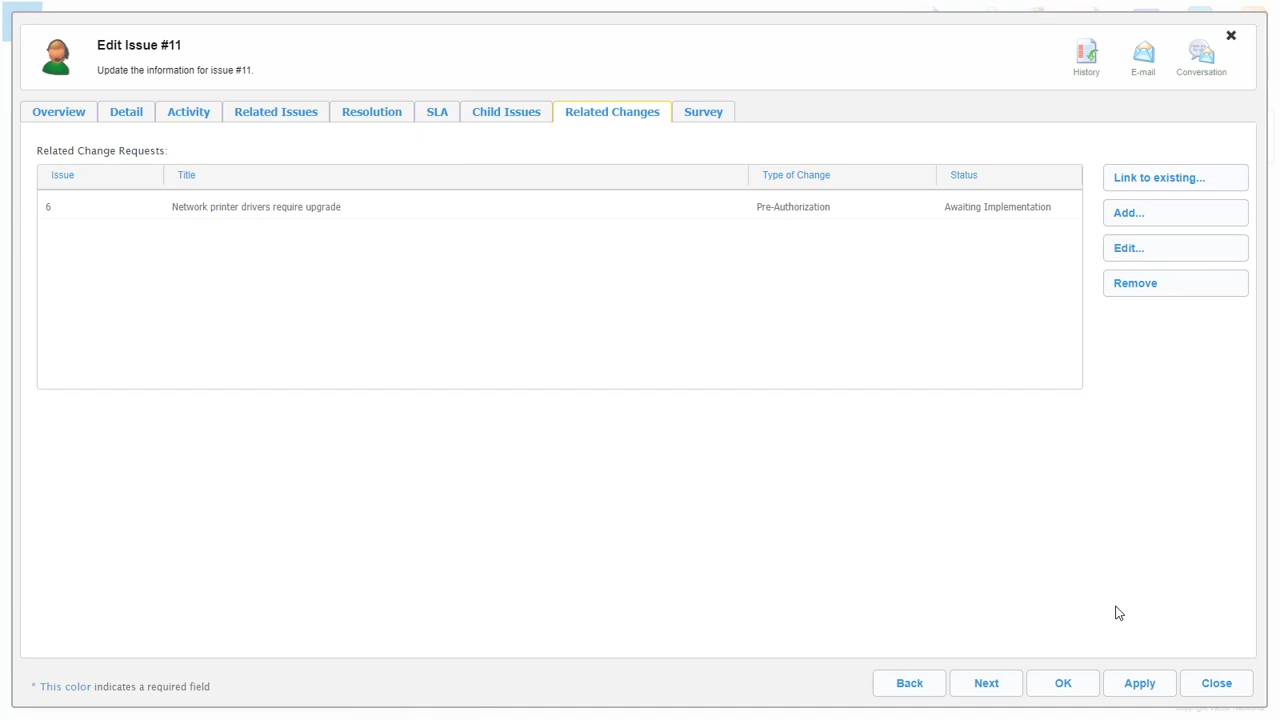 Edit Issue #11
Update the information for issue #11.
History
E-mail
Conversation
Overview
Detail
Activity
Related Issues
Resolution
SLA
Child Issues
Related Changes
Survey
Related Change Requests:
Issue
Title
Type of Change
Status
6
Network printer drivers require upgrade
Pre-Authorization
Awaiting Implementation
Link to existing...
Add...
Edit...
Remove
* This color indicates a required field
Back
Next
OK
Apply
Close